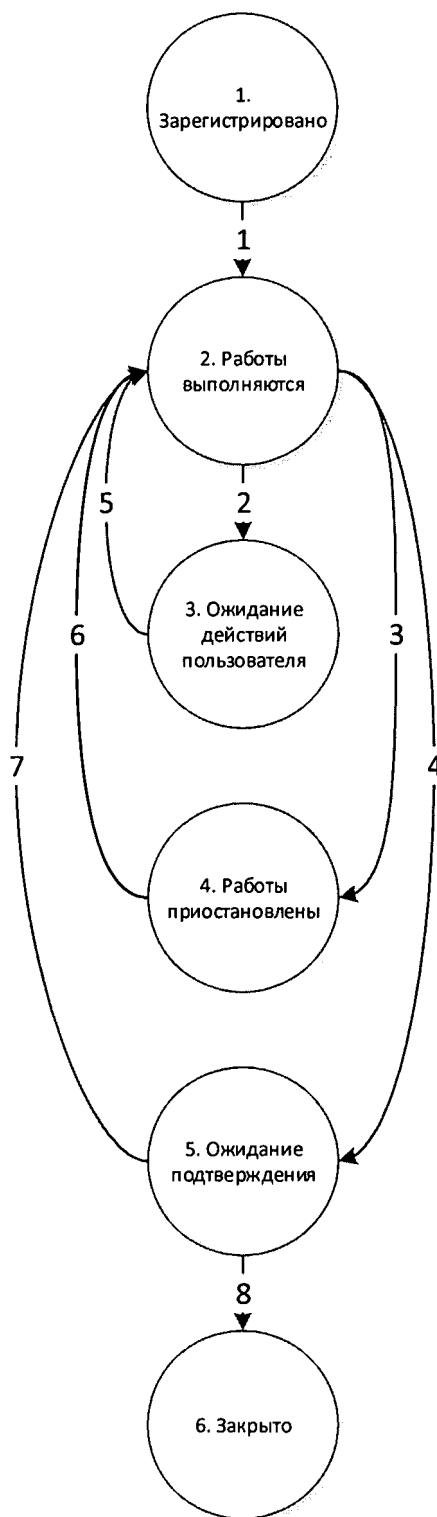 1.
Зарегистрировано
1
2. Работы
выполняются
5
2
3. Ожидание
действий
пользователя
6
3
7
4
4. Работы
приостановлены
5. Ожидание
подтверждения
8
6. Закрыто